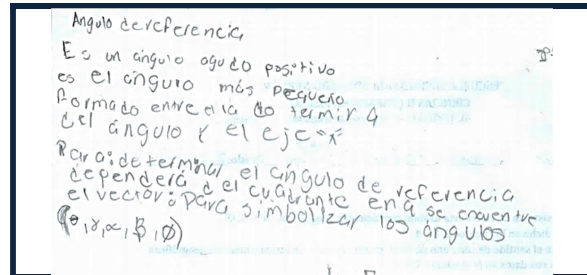 Angulo de referencia
Es un ángulo agudo positivo
es el ánguro más pequeño
Formado entre el la do termina
del ángulo y el eje "x"
Para: determinar el ángulo de referencia
dependerá del cuadrante en q se encuentre
el vector: para simbolizar los ángulos
(θ, γ, α, β, ϕ)